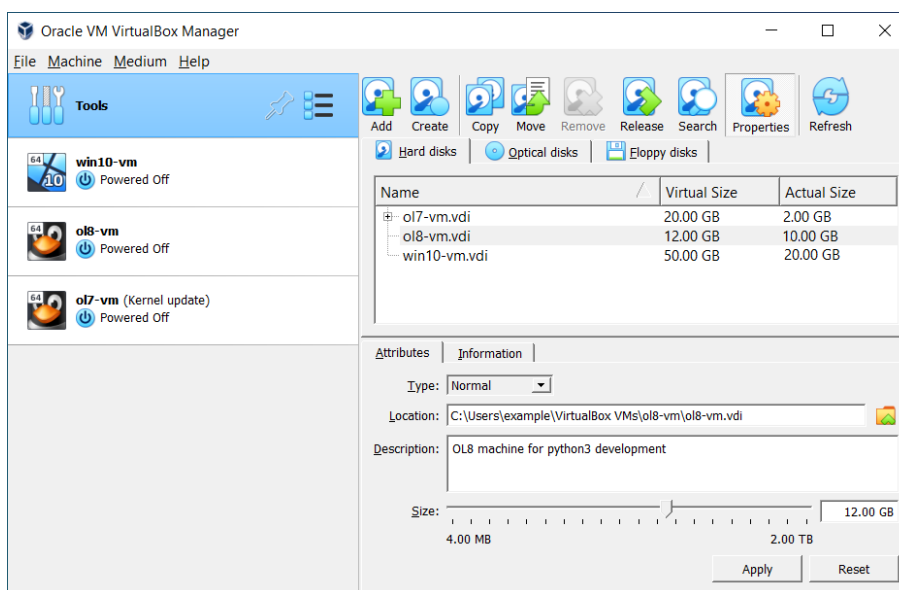 Oracle VM VirtualBox Manager
File Machine Medium Help
Tools
64 10 win10-vm
Powered Off
64 ol8-vm
Powered Off
64 ol7-vm (Kernel update)
Powered Off
Add Create Copy Move Remove Release Search Properties Refresh
Hard disks Optical disks Floppy disks
Name Virtual Size Actual Size
ol7-vm.vdi 20.00 GB 2.00 GB
ol8-vm.vdi 12.00 GB 10.00 GB
win10-vm.vdi 50.00 GB 20.00 GB
Attributes Information
Type: Normal
Location: C:\Users\example\VirtualBox VMs\ol8-vm\ol8-vm.vdi
Description: OL8 machine for python3 development
Size: 12.00 GB
4.00 MB 2.00 TB
Apply Reset